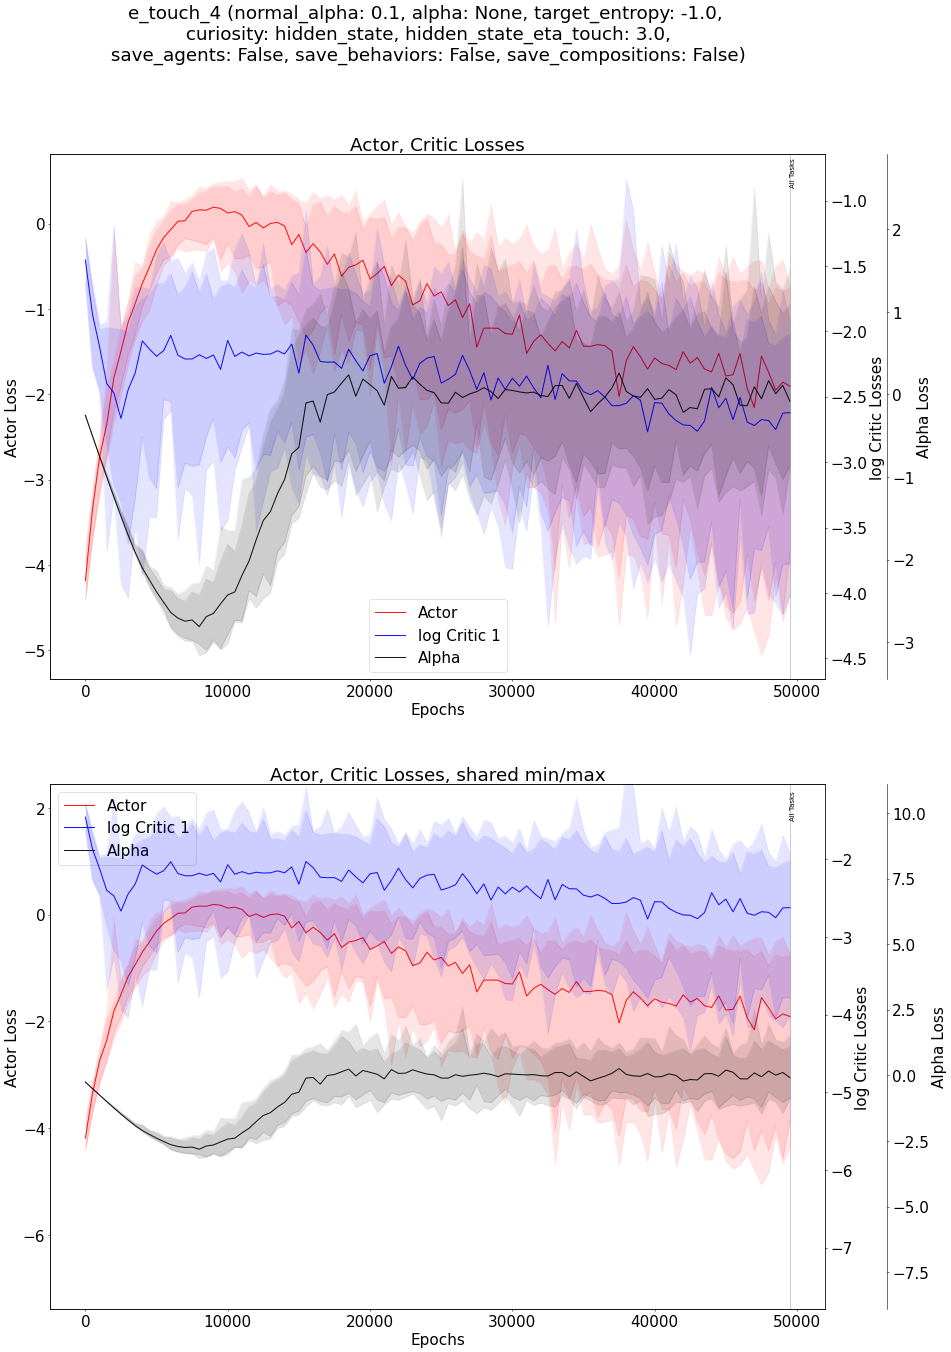 e_touch_4 (normal_alpha: 0.1, alpha: None, target_entropy: -1.0,
curiosity: hidden_state, hidden_state_eta_touch: 3.0,
save_agents: False, save_behaviors: False, save_compositions: False)
Actor, Critic Losses
All Tasks
0
−1
−2
−3
−4
−5
Actor Loss
−1.0
−1.5
−2.0
−2.5
−3.0
−3.5
−4.0
−4.5
log Critic Losses
2
1
0
−1
−2
−3
Alpha Loss
Actor
log Critic 1
Alpha
0
10000
20000
30000
40000
50000
Epochs
Actor, Critic Losses, shared min/max
All Tasks
Actor
log Critic 1
Alpha
2
0
−2
−4
−6
Actor Loss
−2
−3
−4
−5
−6
−7
log Critic Losses
10.0
7.5
5.0
2.5
0.0
−2.5
−5.0
−7.5
Alpha Loss
0
10000
20000
30000
40000
50000
Epochs